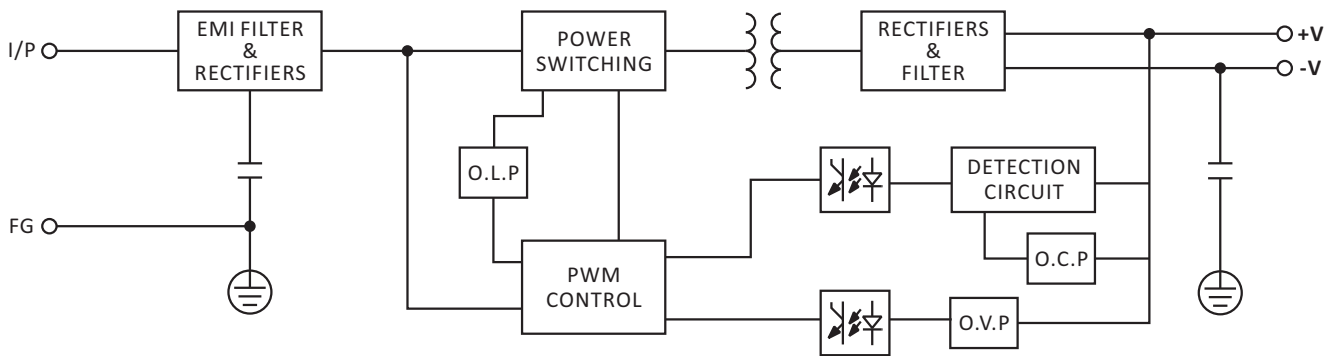 I/P
EMI FILTER
&
RECTIFIERS
POWER
SWITCHING
RECTIFIERS
&
FILTER
+V
-V
O.L.P
DETECTION
CIRCUIT
FG
PWM
CONTROL
O.C.P
O.V.P